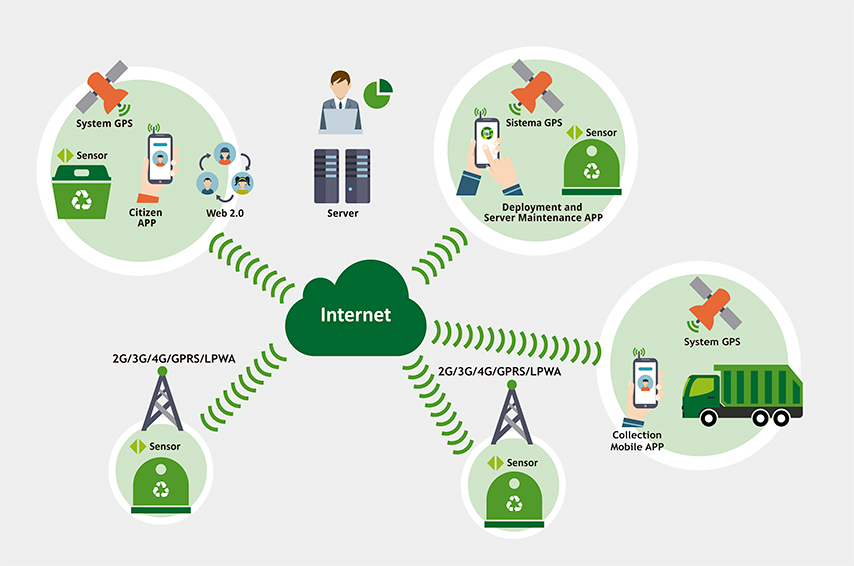 System GPS
Sensor
Citizen
APP
Web 2.0
Server
Sistema GPS
Sensor
Deployment and
Server Maintenance APP
Internet
2G/3G/4G/GPRS/LPWA
Sensor
2G/3G/4G/GPRS/LPWA
Sensor
System GPS
Collection
Mobile APP